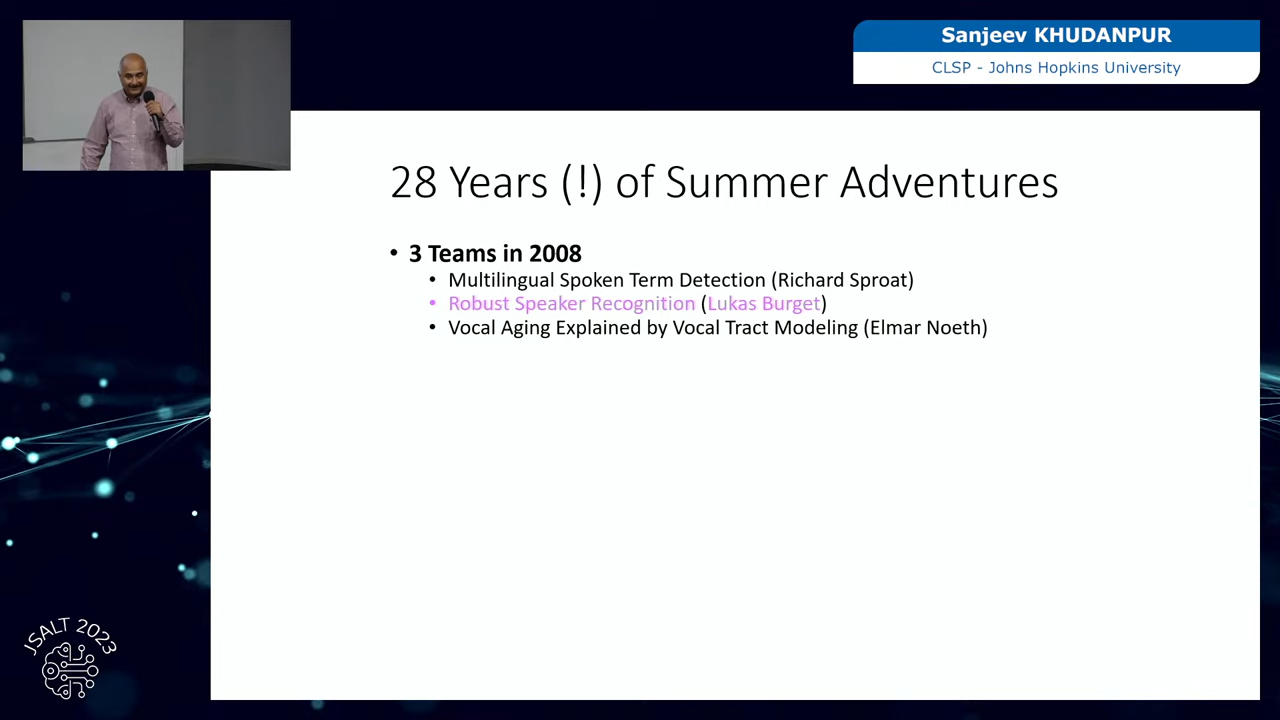 Sanjeev KHUDANPUR
CLSP - Johns Hopkins University
28 Years (!) of Summer Adventures
• 3 Teams in 2008
• Multilingual Spoken Term Detection (Richard Sproat)
• Robust Speaker Recognition (Lukas Burget)
• Vocal Aging Explained by Vocal Tract Modeling (Elmar Noeth)
JSALT 2023